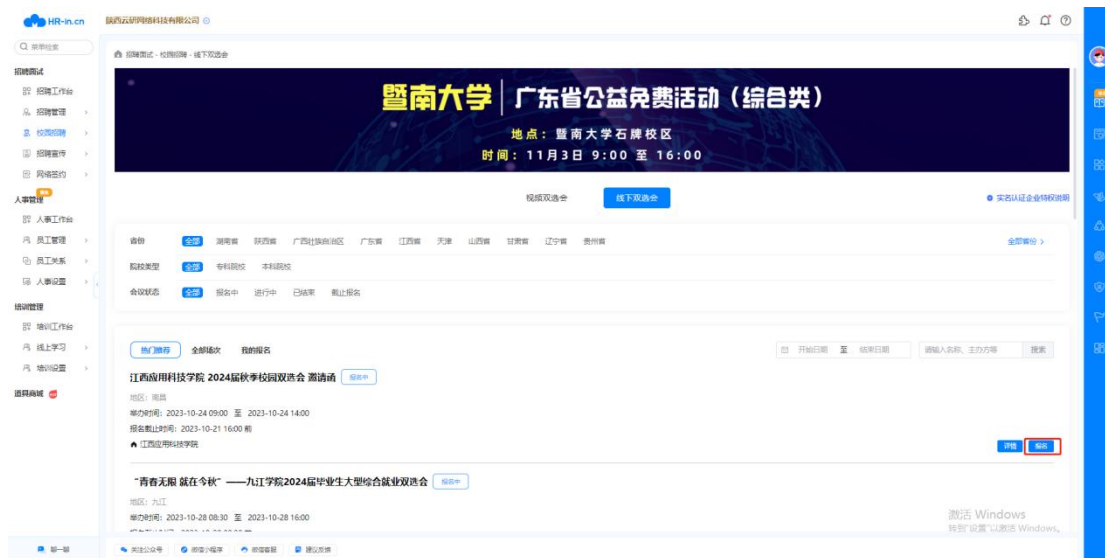 HR-in.cn
陕西云研网络科技有限公司
菜单检索
招聘面试 - 校园招聘 - 线下双选会
招聘面试
招聘工作台
招聘管理
校园招聘
招聘宣传
网络签约
人事管理
人事工作台
员工管理
员工关系
人事设置
培训管理
培训工作台
线上学习
培训设置
道具商城
聊一聊
暨南大学 广东省公益免费活动（综合类）
地点：暨南大学石牌校区
时间：11月3日 9:00 至 16:00
视频双选会 线下双选会 实名认证企业特权说明
省份 全部 湖南省 陕西省 广西壮族自治区 广东省 江西省 天津 山西省 甘肃省 辽宁省 贵州省 全部省份
院校类型 全部 专科院校 本科院校
会议状态 全部 报名中 进行中 已结束 截止报名
热门推荐 全部场次 我的报名 开始日期 至 结束日期 请输入名称、主办方等 搜索
江西应用科技学院 2024届秋季校园双选会 邀请函 报名中
地区：南昌
举办时间：2023-10-24 09:00 至 2023-10-24 14:00
报名截止时间：2023-10-21 16:00 前
江西应用科技学院 详情 报名
“青春无限 就在今秋” ——九江学院2024届毕业生大型综合就业双选会 报名中
地区：九江
举办时间：2023-10-28 08:30 至 2023-10-28 16:00
激活 Windows
转到"设置"以激活 Windows。
关注公众号 微信小程序 微信客服 建议反馈